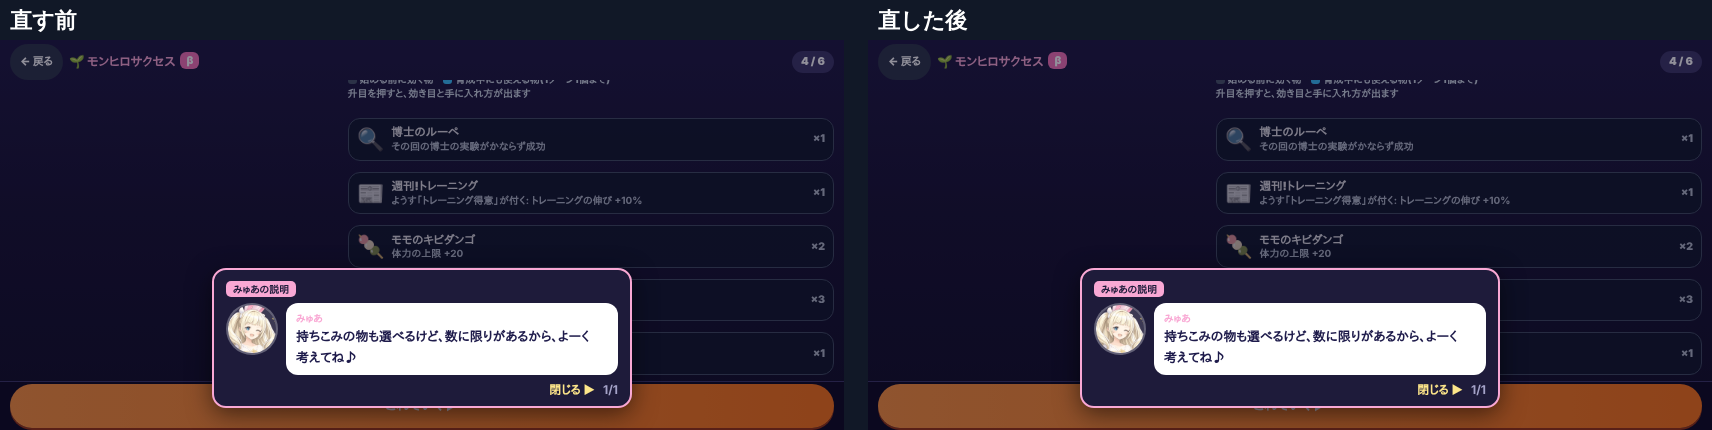 直す前
← 戻る
🌱 モンヒロサクセス β
4 / 6
升目を押すと、効き目と手に入れ方が出ます
博士のルーペ
その回の博士の実験がかならず成功
×1
週刊!トレーニング
ようす「トレーニング得意」が付く: トレーニングの伸び +10%
×1
モモのキビダンゴ
体力の上限 +20
×2
×3
×1
みゅあの説明
みゅあ
持ちこみの物も選べるけど、数に限りがあるから、よーく
考えてね♪
閉じる ▶ 1/1
直した後
← 戻る
🌱 モンヒロサクセス β
4 / 6
升目を押すと、効き目と手に入れ方が出ます
博士のルーペ
その回の博士の実験がかならず成功
×1
週刊!トレーニング
ようす「トレーニング得意」が付く: トレーニングの伸び +10%
×1
モモのキビダンゴ
体力の上限 +20
×2
×3
×1
みゅあの説明
みゅあ
持ちこみの物も選べるけど、数に限りがあるから、よーく
考えてね♪
閉じる ▶ 1/1